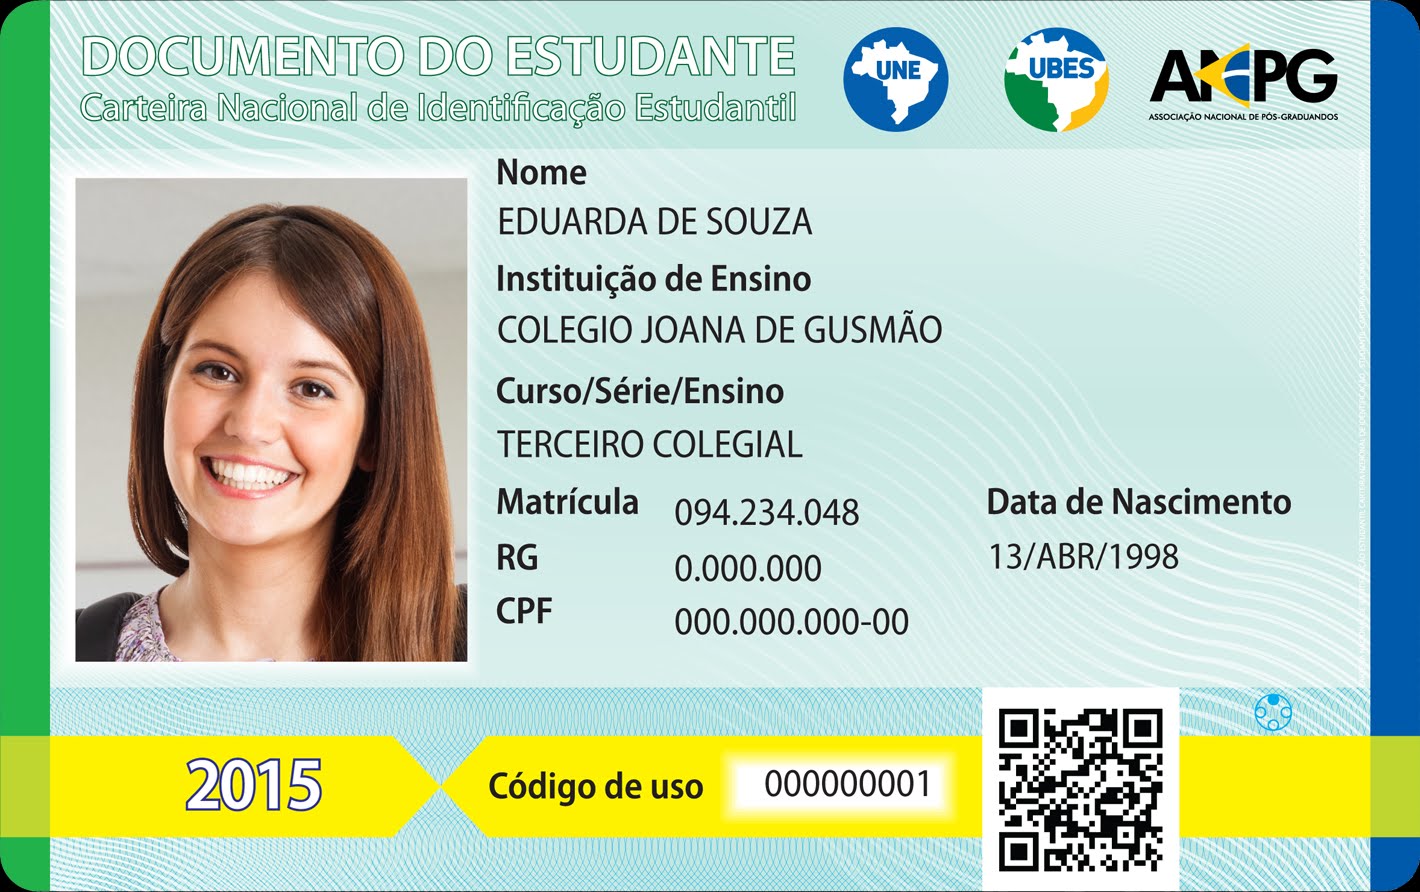 DOCUMENTO DO ESTUDANTE
Carteira Nacional de Identificação Estudantil
UNE
UBES
ANPG
ASSOCIAÇÃO NACIONAL DE PÓS-GRADUANDOS
Nome
EDUARDA DE SOUZA
Instituição de Ensino
COLEGIO JOANA DE GUSMÃO
Curso/Série/Ensino
TERCEIRO COLEGIAL
Matrícula 094.234.048
Data de Nascimento
RG 0.000.000
13/ABR/1998
CPF 000.000.000-00
2015
Código de uso 000000001